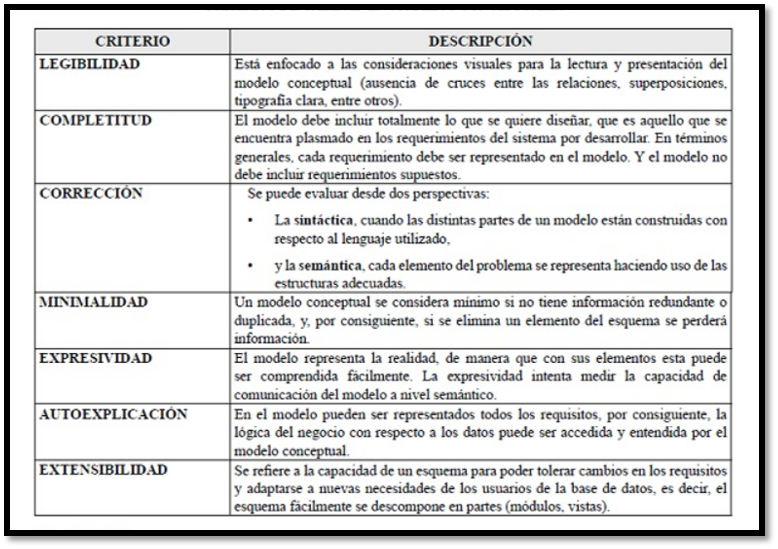 CRITERIO DESCRIPCIÓN
LEGIBILIDAD Está enfocado a las consideraciones visuales para la lectura y presentación del
modelo conceptual (ausencia de cruces entre las relaciones, superposiciones,
tipografía clara, entre otros).
COMPLETITUD El modelo debe incluir totalmente lo que se quiere diseñar, que es aquello que se
encuentra plasmado en los requerimientos del sistema por desarrollar. En términos
generales, cada requerimiento debe ser representado en el modelo. Y el modelo no
debe incluir requerimientos supuestos.
CORRECCIÓN Se puede evaluar desde dos perspectivas:
• La sintáctica, cuando las distintas partes de un modelo están construidas con
respecto al lenguaje utilizado,
• y la semántica, cada elemento del problema se representa haciendo uso de las
estructuras adecuadas.
MINIMALIDAD Un modelo conceptual se considera mínimo si no tiene información redundante o
duplicada, y, por consiguiente, si se elimina un elemento del esquema se perderá
información.
EXPRESIVIDAD El modelo representa la realidad, de manera que con sus elementos esta puede
ser comprendida fácilmente. La expresividad intenta medir la capacidad de
comunicación del modelo a nivel semántico.
AUTOEXPLICACIÓN En el modelo pueden ser representados todos los requisitos, por consiguiente, la
lógica del negocio con respecto a los datos puede ser accedida y entendida por el
modelo conceptual.
EXTENSIBILIDAD Se refiere a la capacidad de un esquema para poder tolerar cambios en los requisitos
y adaptarse a nuevas necesidades de los usuarios de la base de datos, es decir, el
esquema fácilmente se descompone en partes (módulos, vistas).